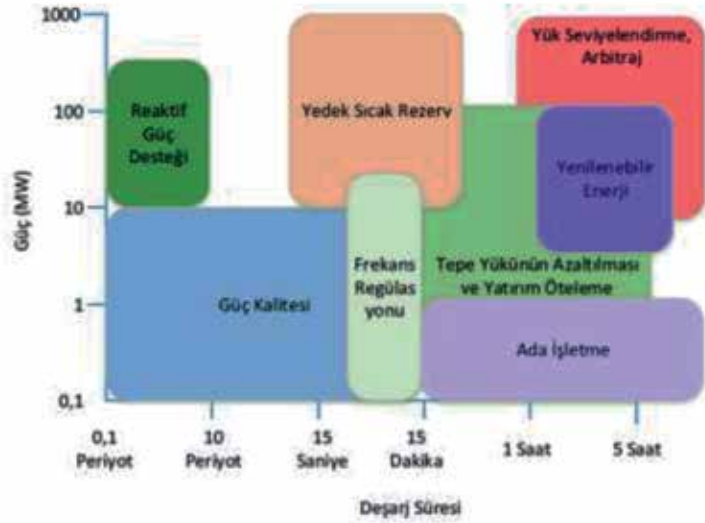 1000
100
10
1
0,1
Güç (MW)
Reaktif
Güç
Desteği
Yedek Sıcak Rezerv
Yük Seviyelendirme,
Arbitraj
Yenilenebilir
Enerji
Güç Kalitesi
Frekans
Regülas
yonu
Tepe Yükünün Azaltılması
ve Yatırım Öteleme
Ada İşletme
0,1
Periyot
10
Periyot
15
Saniye
15
Dakika
1 Saat
5 Saat
Deşarj Süresi